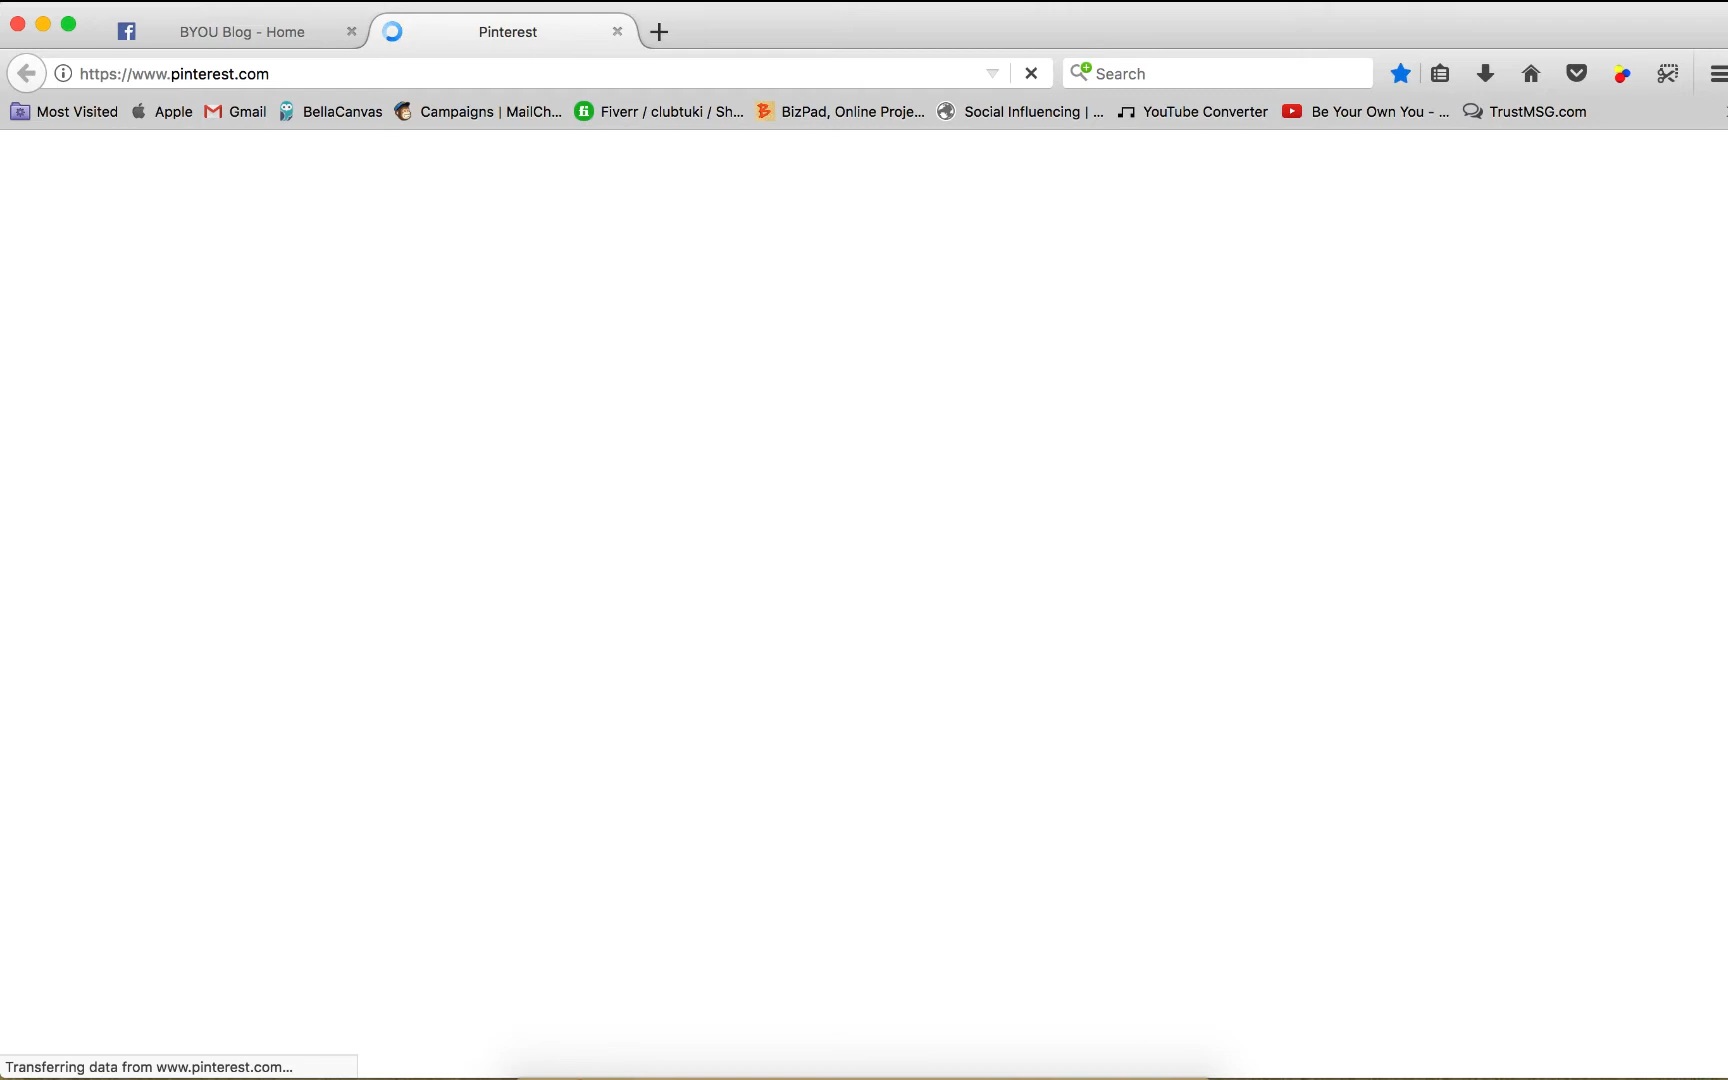 BYOU Blog - Home
Pinterest
https://www.pinterest.com
Search
Most Visited
Apple
Gmail
BellaCanvas
Campaigns | MailCh...
Fiverr / clubtuki / Sh...
BizPad, Online Proje...
Social Influencing | ...
YouTube Converter
Be Your Own You - ...
TrustMSG.com
Transferring data from www.pinterest.com...